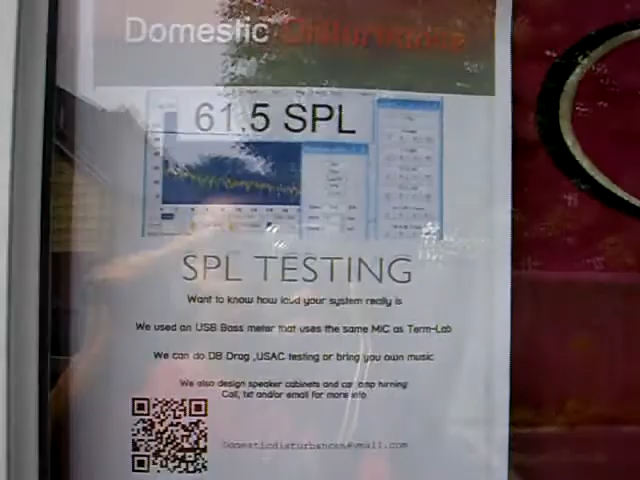 Domestic Disturbance
61.5 SPL
SPL TESTING
Want to know how loud your system really is
We used an USB Bass meter that uses the same MIC as Term-Lab
We can do DB Drag ,USAC testing or bring you own music
We also design speaker cabinets and car amp
Call, txt and/or email for more info